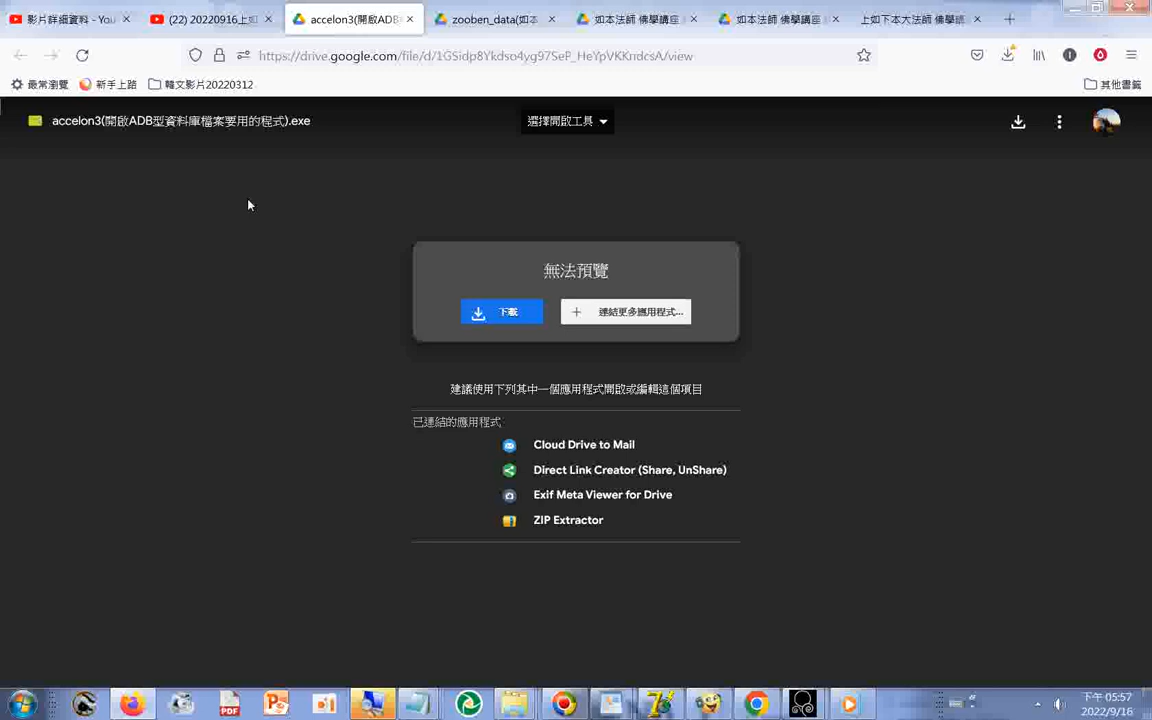 影片詳細資料 - You
(22) 20220916上如
accelon3(開啟ADB
zooben_data(如本
如本法師 佛學講座
如本法師 佛學講座
上如下本大法師 佛學講
https://drive.google.com/file/d/1GSidp8Ykdso4yg97SeP_HeYpVKKndcsA/view
最常瀏覽
新手上路
韓文影片20220312
其他書籤
accelon3(開啟ADB型資料庫檔案要用的程式).exe
選擇開啟工具
無法預覽
下載
連結更多應用程式...
建議使用下列其中一個應用程式開啟或編輯這個項目
已連結的應用程式
Cloud Drive to Mail
Direct Link Creator (Share, UnShare)
Exif Meta Viewer for Drive
ZIP Extractor
PDF
下午 05:57
2022/9/16